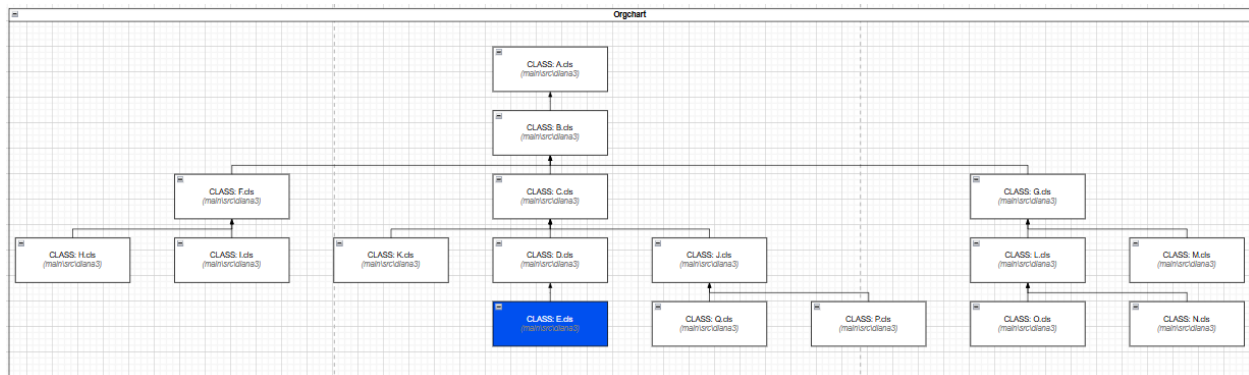 Orgchart
CLASS: A.cls
(main\src\diana3)
CLASS: B.cls
(main\src\diana3)
CLASS: F.cls
(main\src\diana3)
CLASS: C.cls
(main\src\diana3)
CLASS: G.cls
(main\src\diana3)
CLASS: H.cls
(main\src\diana3)
CLASS: I.cls
(main\src\diana3)
CLASS: K.cls
(main\src\diana3)
CLASS: D.cls
(main\src\diana3)
CLASS: J.cls
(main\src\diana3)
CLASS: L.cls
(main\src\diana3)
CLASS: M.cls
(main\src\diana3)
CLASS: E.cls
(main\src\diana3)
CLASS: Q.cls
(main\src\diana3)
CLASS: P.cls
(main\src\diana3)
CLASS: O.cls
(main\src\diana3)
CLASS: N.cls
(main\src\diana3)